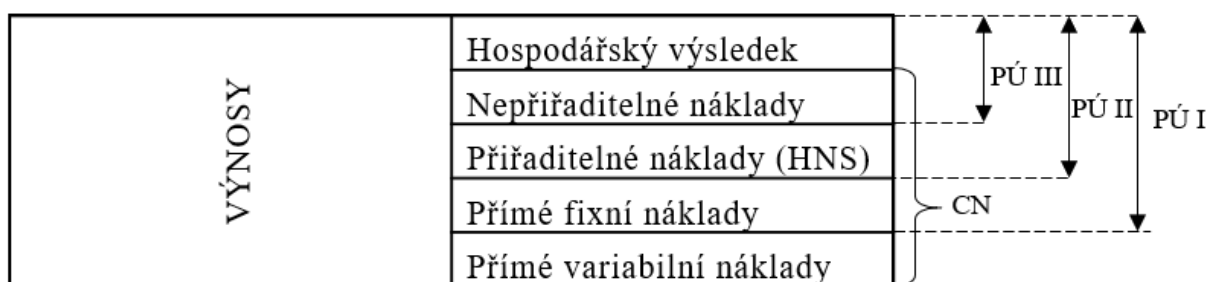 VÝNOSY
Hospodářský výsledek
Nepřiřaditelné náklady
Přiřaditelné náklady (HNS)
Přímé fixní náklady
Přímé variabilní náklady
CN
PÚ III
PÚ II
PÚ I